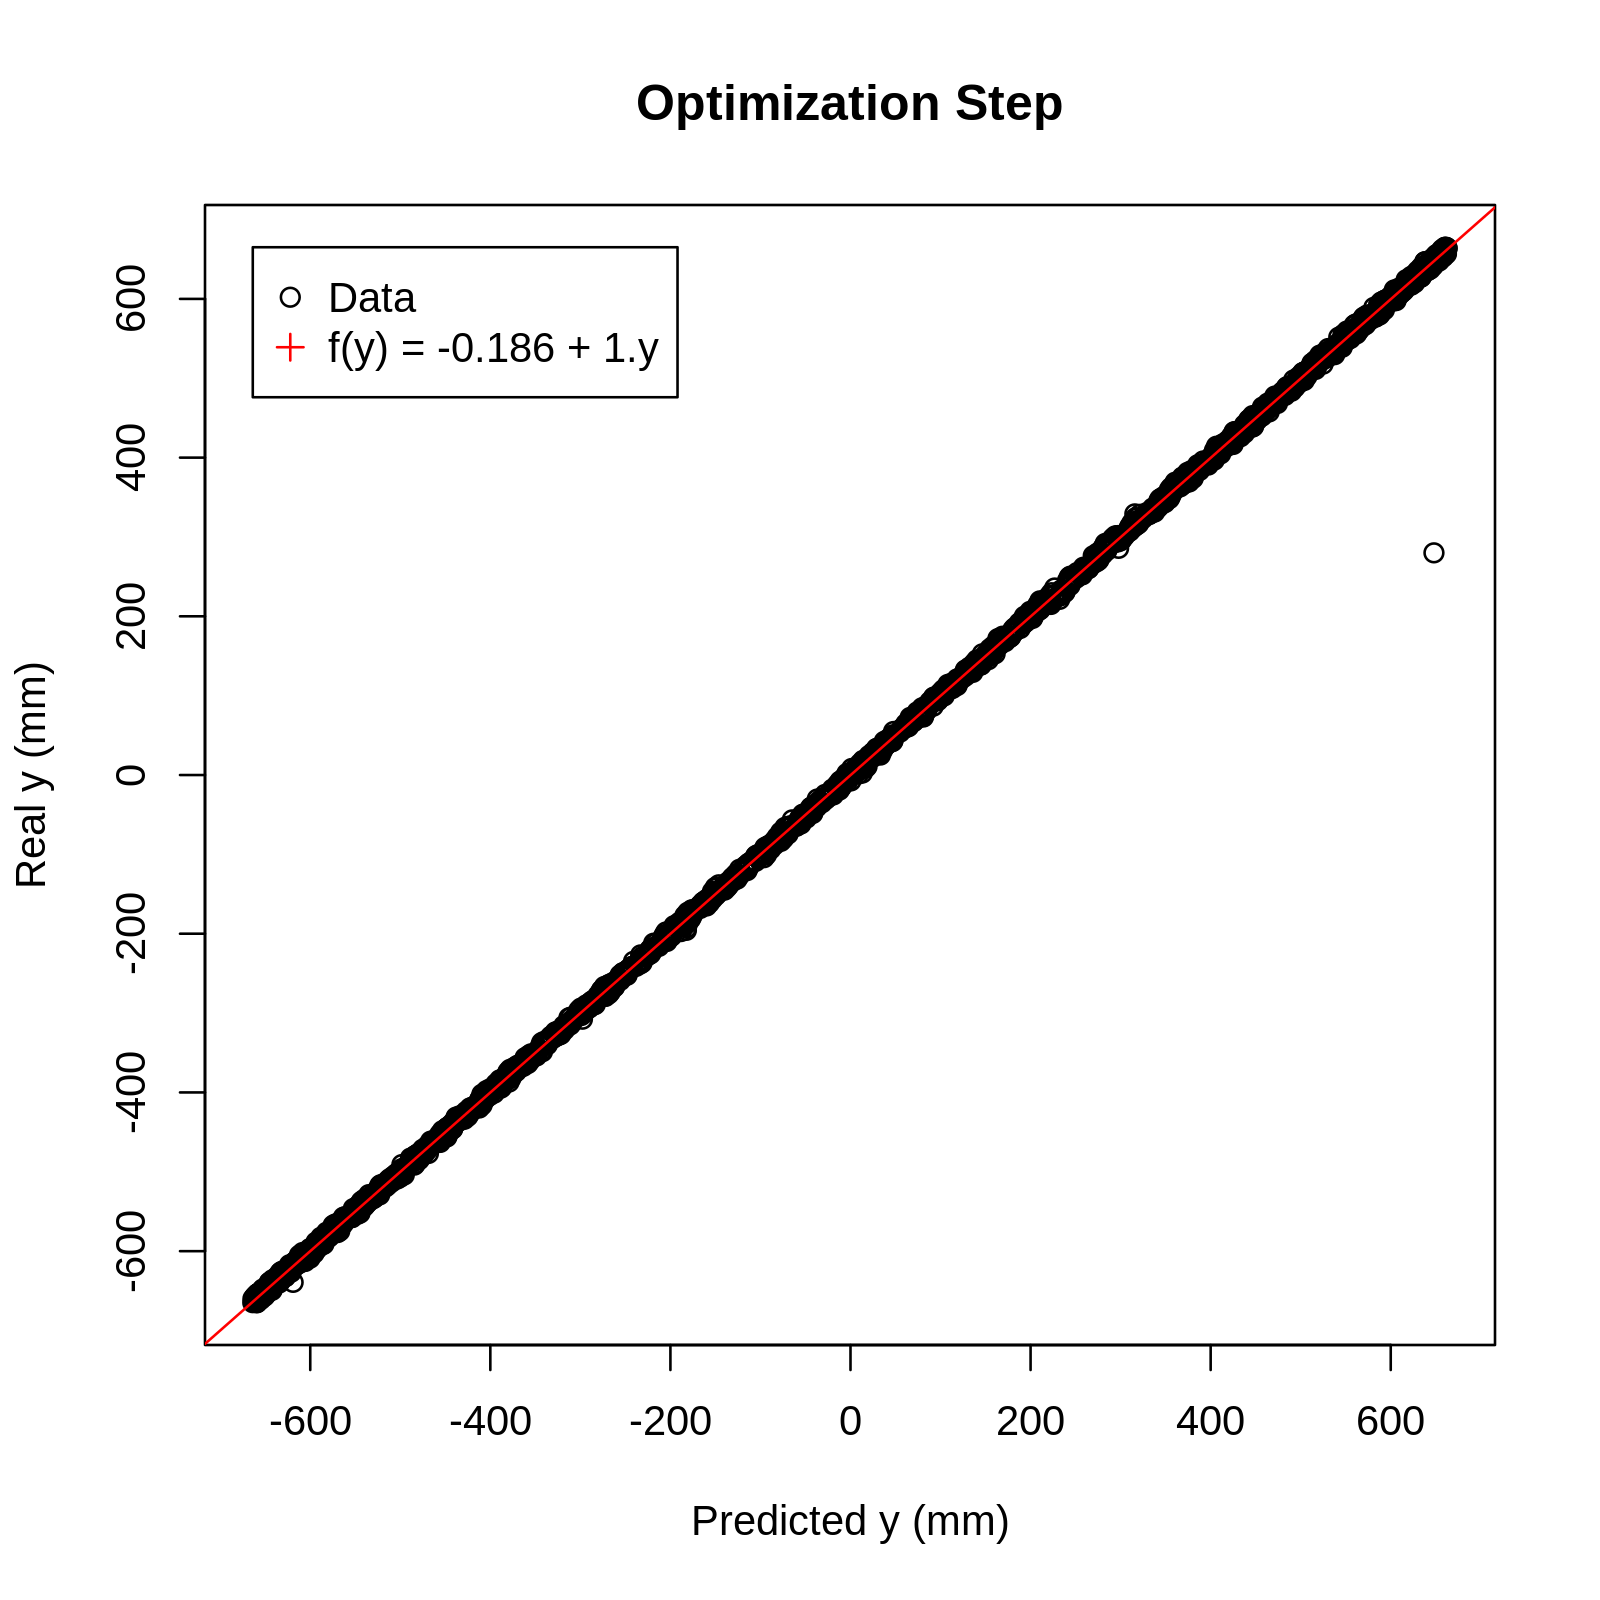 Optimization Step
Data
f(y) = -0.186 + 1.y
Real y (mm)
600
400
200
0
-200
-400
-600
-600 -400 -200 0 200 400 600
Predicted y (mm)